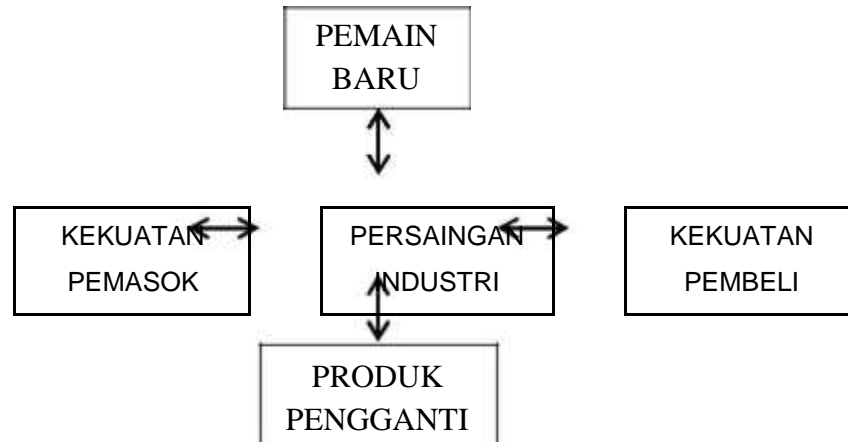 PEMAIN
BARU
KEKUATAN
PEMASOK
PERSAINGAN
INDUSTRI
KEKUATAN
PEMBELI
PRODUK
PENGGANTI